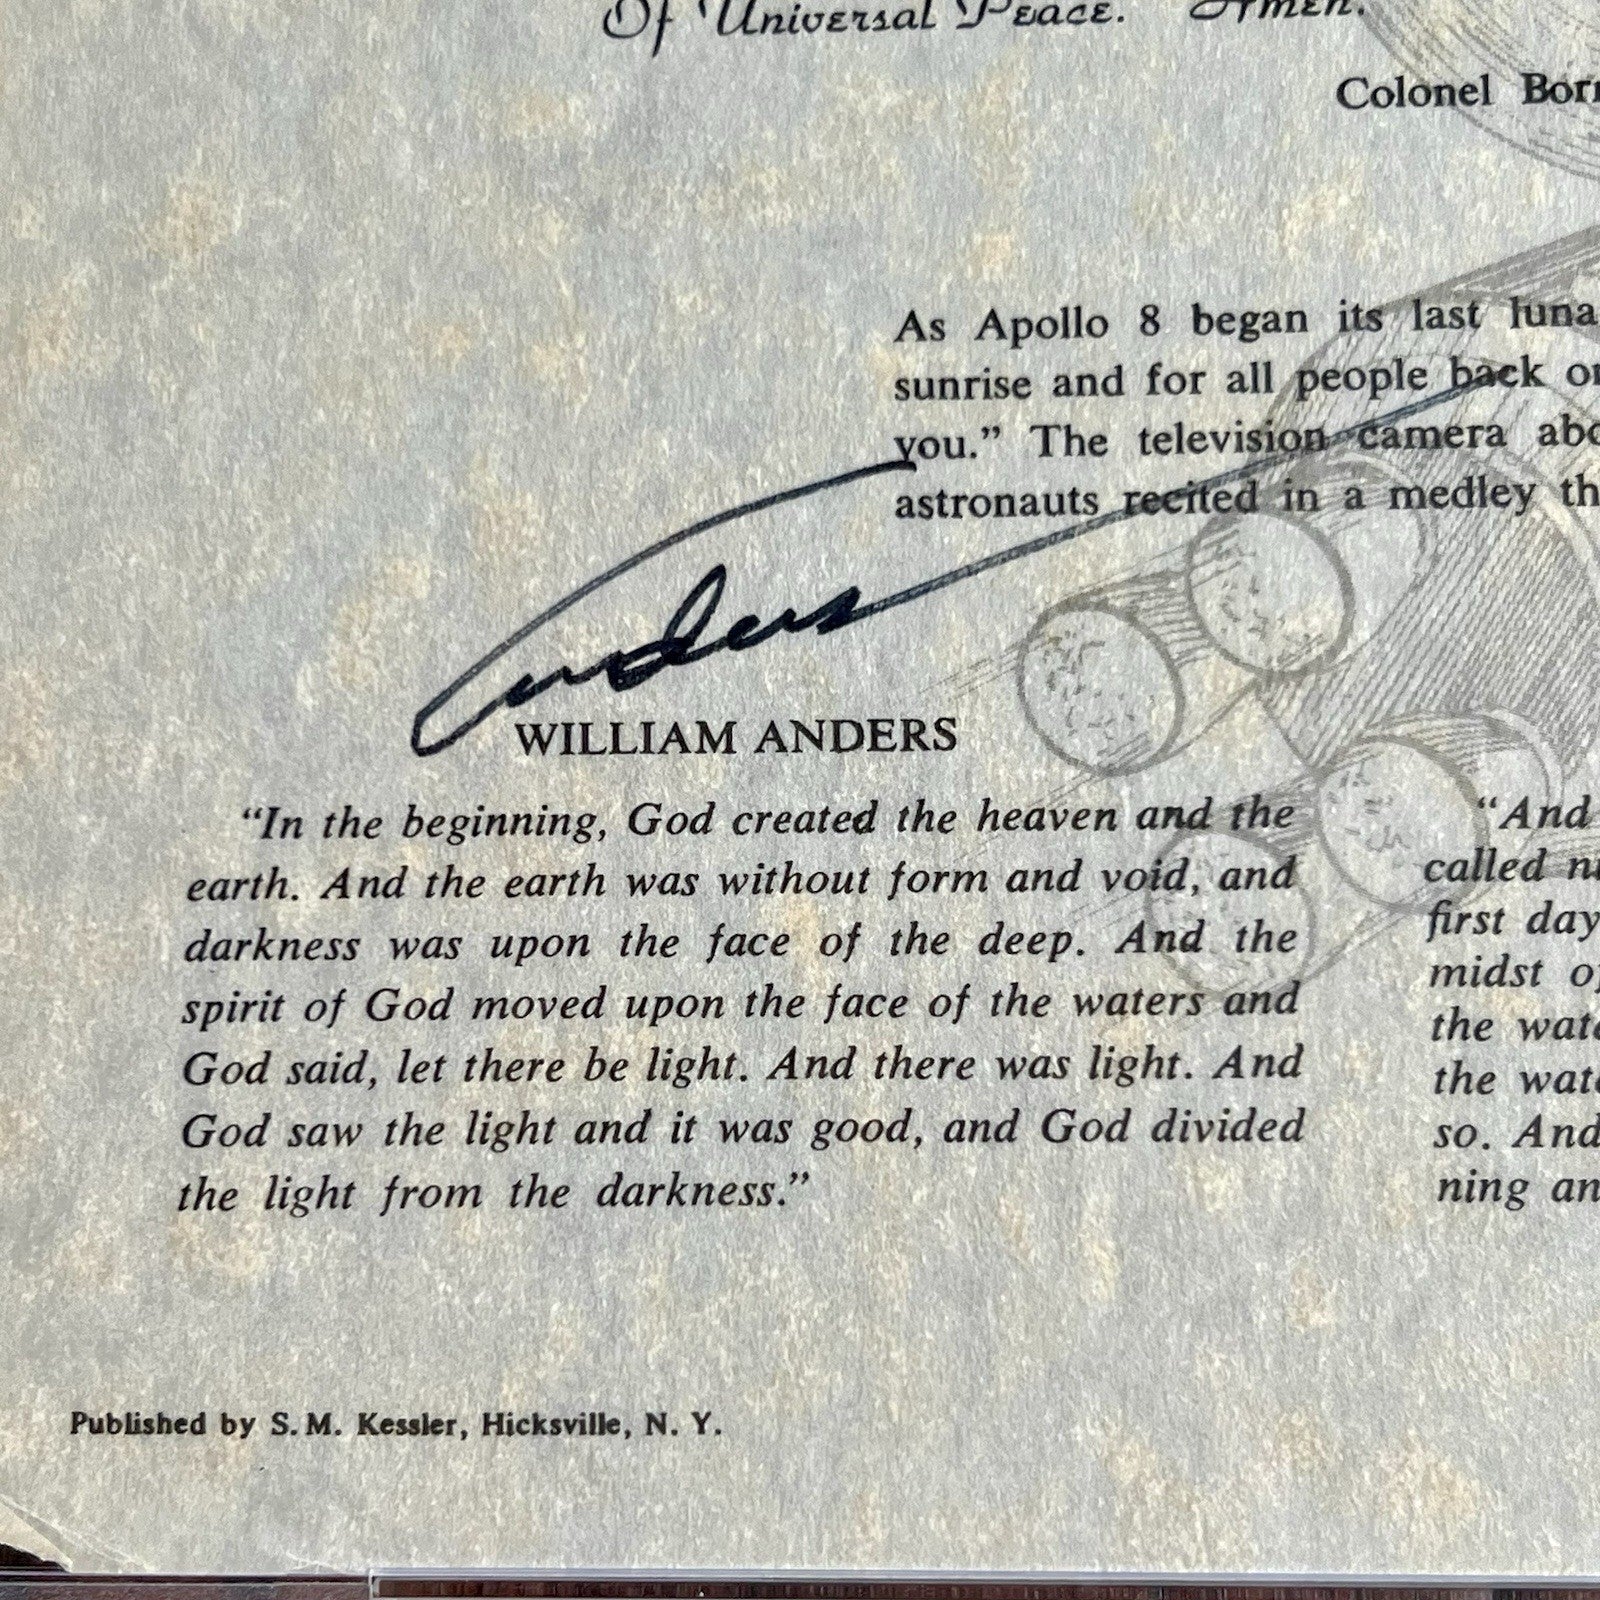 Of Universal Peace. Amen.
Colonel Bor
As Apollo 8 began its last luna
sunrise and for all people back o
you.” The television camera abo
astronauts recited in a medley th
Anders
WILLIAM ANDERS
“In the beginning, God created the heaven and the
earth. And the earth was without form and void, and
darkness was upon the face of the deep. And the
spirit of God moved upon the face of the waters and
God said, let there be light. And there was light. And
God saw the light and it was good, and God divided
the light from the darkness.”
“And
called n
first day
midst of
the wate
the wate
so. And
ning an
Published by S. M. Kessler, Hicksville, N. Y.